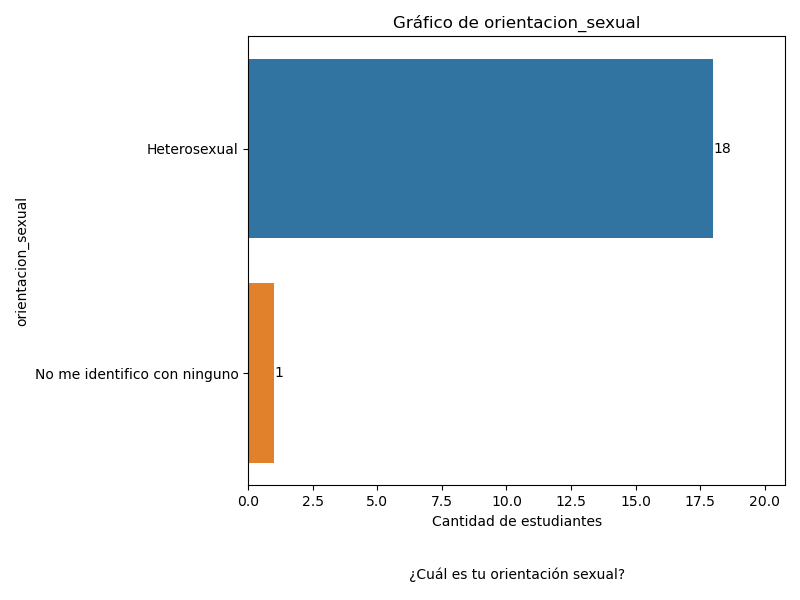 Gráfico de orientacion_sexual
orientacion_sexual
Heterosexual
18
No me identifico con ninguno
1
0.0 2.5 5.0 7.5 10.0 12.5 15.0 17.5 20.0
Cantidad de estudiantes
¿Cuál es tu orientación sexual?